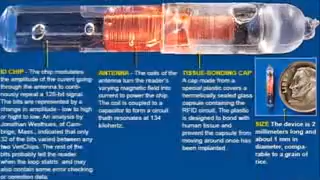 ID CHIP - The chip modulates
the amplitude of the current going
through the antenna to con-
tinously repeat a 128-bit signal.
The bits are represented by a
change in amplitude - low to high
or hight to low. An analysis by
Jonathan Westhues, of Cam-
brige, Mass., indicated that only
32 of the bits varied between any
two VeriChips. The rest of the
bits probably tell the reader
when the loop starts and may
also contain some error checking
or correction data.
ANTENNA - The coils of the
antenna turn the reader's
varying magnetic field into
current to power the chip.
The coil is coupled to a
capacitor to form a circuit
that resonates at 134
kilohertz.
TISSUE-BONDING CAP
A cap made from a
special plastic covers a
hermetically sealed glass
capsule containing the
RFID circuit. The plastic
is designed to bond with
human tissue and
prevent the capsule from
moving around once has
been implanted.
SIZE The device is 2
millimeters long and
about 1 mm in
diameter, compa-
rable to a grain of
rice.